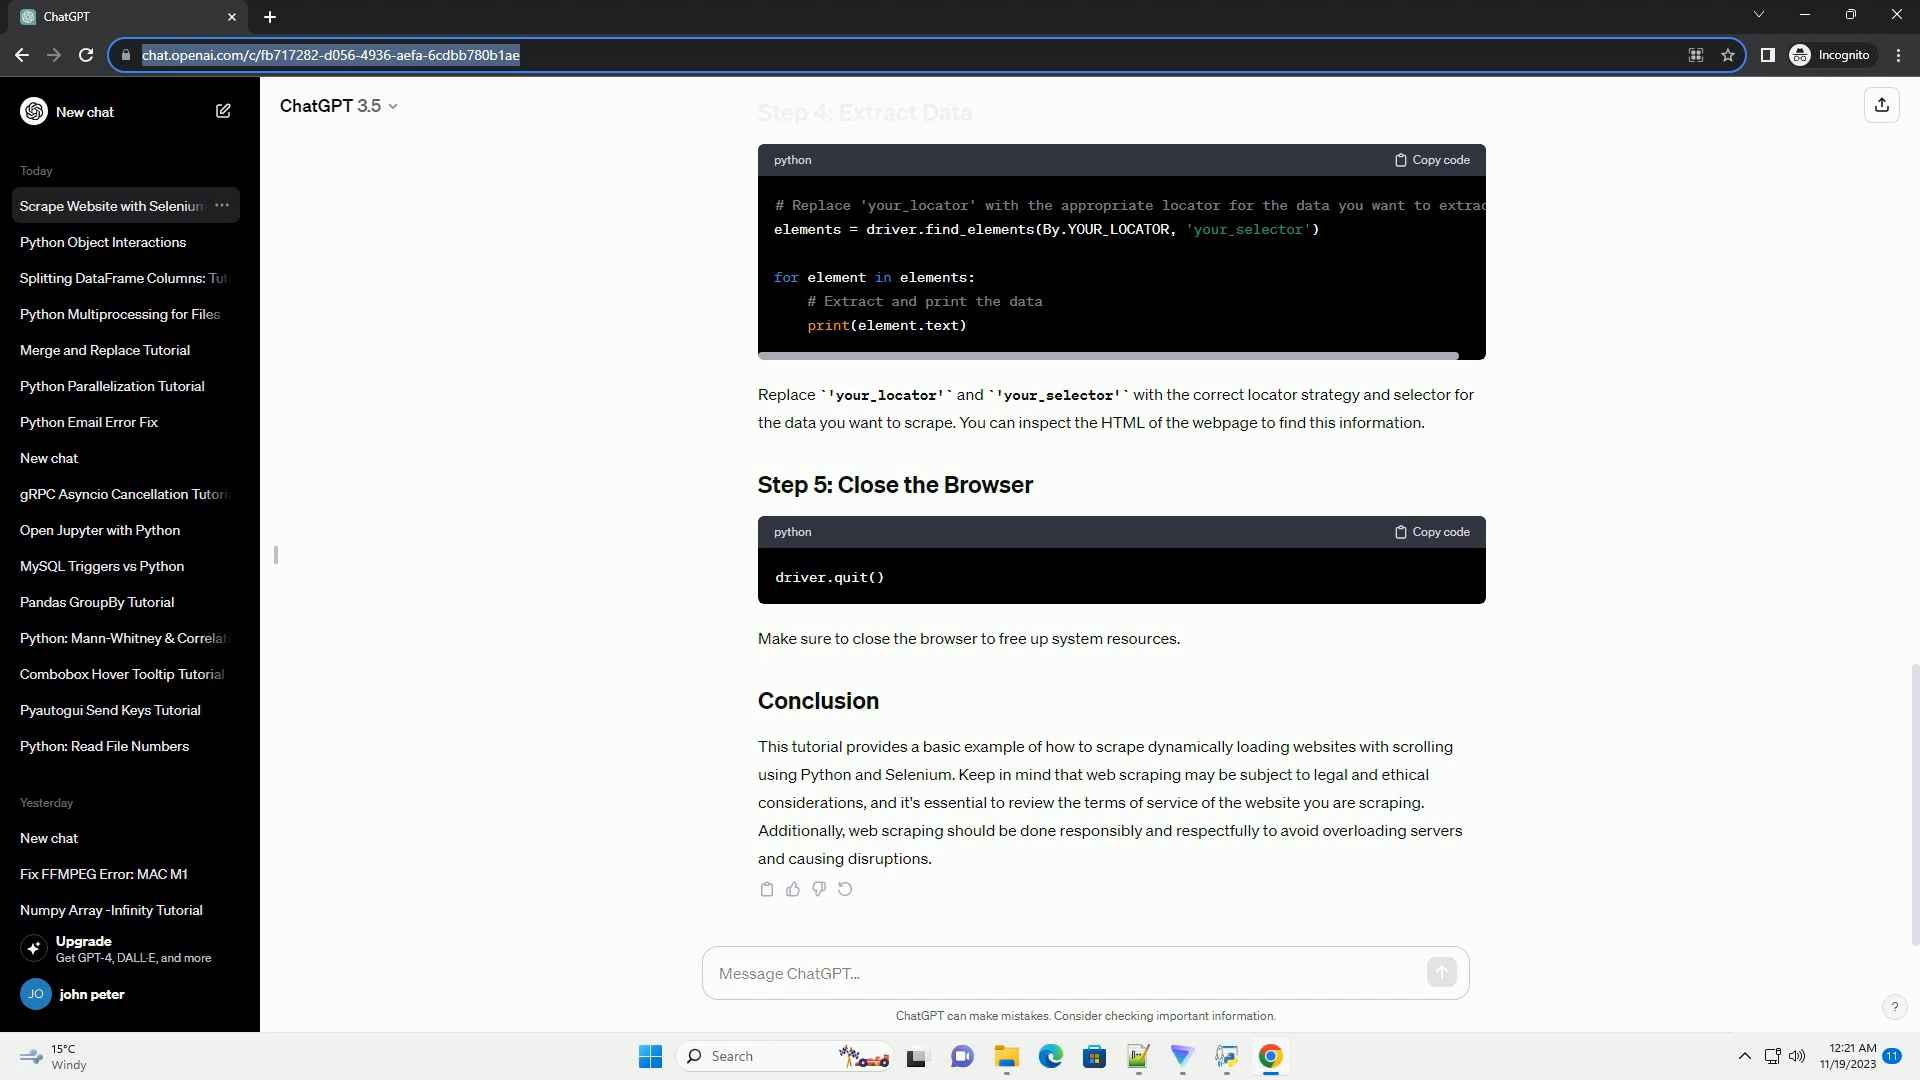 ChatGPT
chat.openai.com/c/fb717282-d056-4936-aefa-6cdbb780b1ae
Incognito
New chat
Today
Scrape Website with Selenium
Python Object Interactions
Splitting DataFrame Columns: Tut
Python Multiprocessing for Files
Merge and Replace Tutorial
Python Parallelization Tutorial
Python Email Error Fix
New chat
gRPC Asyncio Cancellation Tutori
Open Jupyter with Python
MySQL Triggers vs Python
Pandas GroupBy Tutorial
Python: Mann-Whitney & Correlati
Combobox Hover Tooltip Tutorial
Pyautogui Send Keys Tutorial
Python: Read File Numbers
Yesterday
New chat
Fix FFMPEG Error: MAC M1
Numpy Array -Infinity Tutorial
Upgrade
Get GPT-4, DALL·E, and more
JO
john peter
ChatGPT 3.5
Step 4: Extract Data
python
Copy code
# Replace 'your_locator' with the appropriate locator for the data you want to extrac
elements = driver.find_elements(By.YOUR_LOCATOR, 'your_selector')
for element in elements:
# Extract and print the data
print(element.text)
Replace `'your_locator'` and `'your_selector'` with the correct locator strategy and selector for
the data you want to scrape. You can inspect the HTML of the webpage to find this information.
Step 5: Close the Browser
python
Copy code
driver.quit()
Make sure to close the browser to free up system resources.
Conclusion
This tutorial provides a basic example of how to scrape dynamically loading websites with scrolling
using Python and Selenium. Keep in mind that web scraping may be subject to legal and ethical
considerations, and it's essential to review the terms of service of the website you are scraping.
Additionally, web scraping should be done responsibly and respectfully to avoid overloading servers
and causing disruptions.
Message ChatGPT...
ChatGPT can make mistakes. Consider checking important information.
?
15°C
Windy
Search
12:21 AM
11/19/2023
11